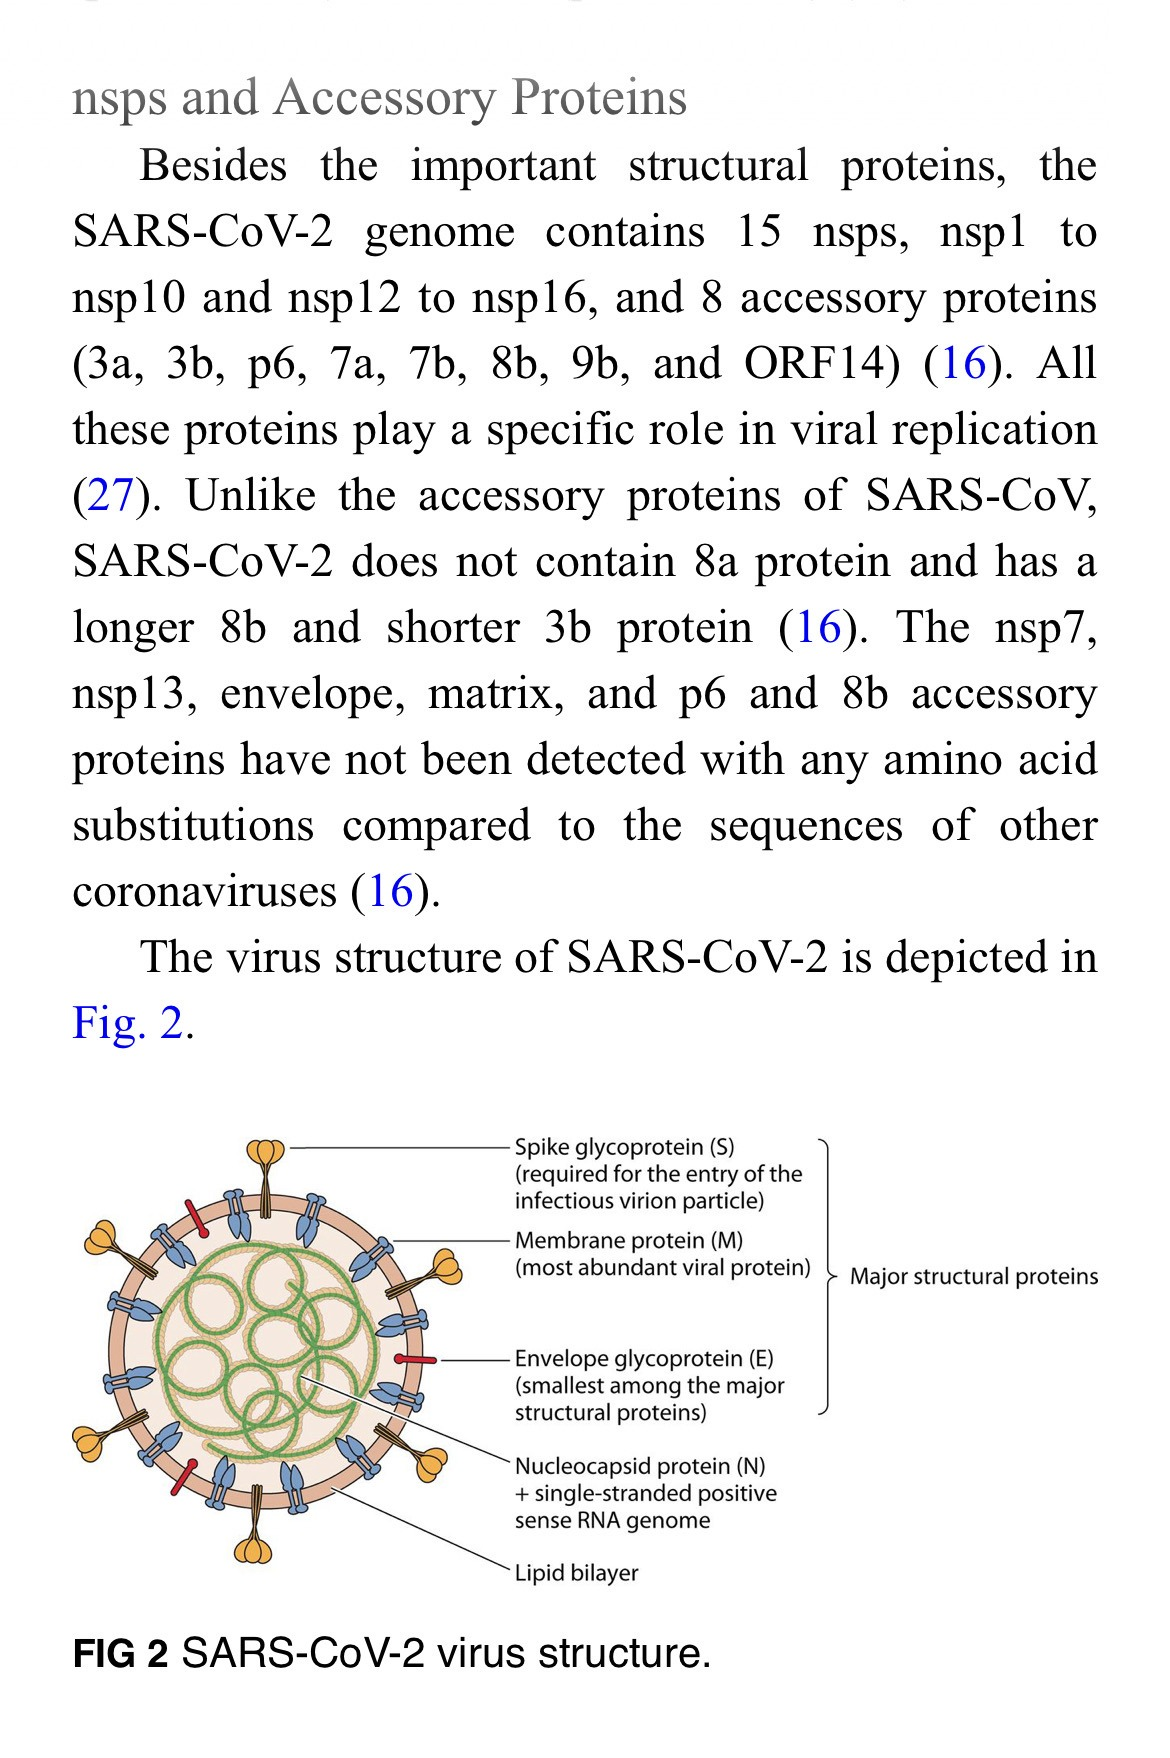 nsps and Accessory Proteins
Besides the important structural proteins, the
SARS-CoV-2 genome contains 15 nsps, nsp1 to
nsp10 and nsp12 to nsp16, and 8 accessory proteins
(3a, 3b, p6, 7a, 7b, 8b, 9b, and ORF14) (16). All
these proteins play a specific role in viral replication
(27). Unlike the accessory proteins of SARS-CoV,
SARS-CoV-2 does not contain 8a protein and has a
longer 8b and shorter 3b protein (16). The nsp7,
nsp13, envelope, matrix, and p6 and 8b accessory
proteins have not been detected with any amino acid
substitutions compared to the sequences of other
coronaviruses (16).
The virus structure of SARS-CoV-2 is depicted in
Fig. 2.
Spike glycoprotein (S)
(required for the entry of the
infectious virion particle)
Membrane protein (M)
(most abundant viral protein)
Major structural proteins
Envelope glycoprotein (E)
(smallest among the major
structural proteins)
Nucleocapsid protein (N)
+ single-stranded positive
sense RNA genome
Lipid bilayer
FIG 2 SARS-CoV-2 virus structure.